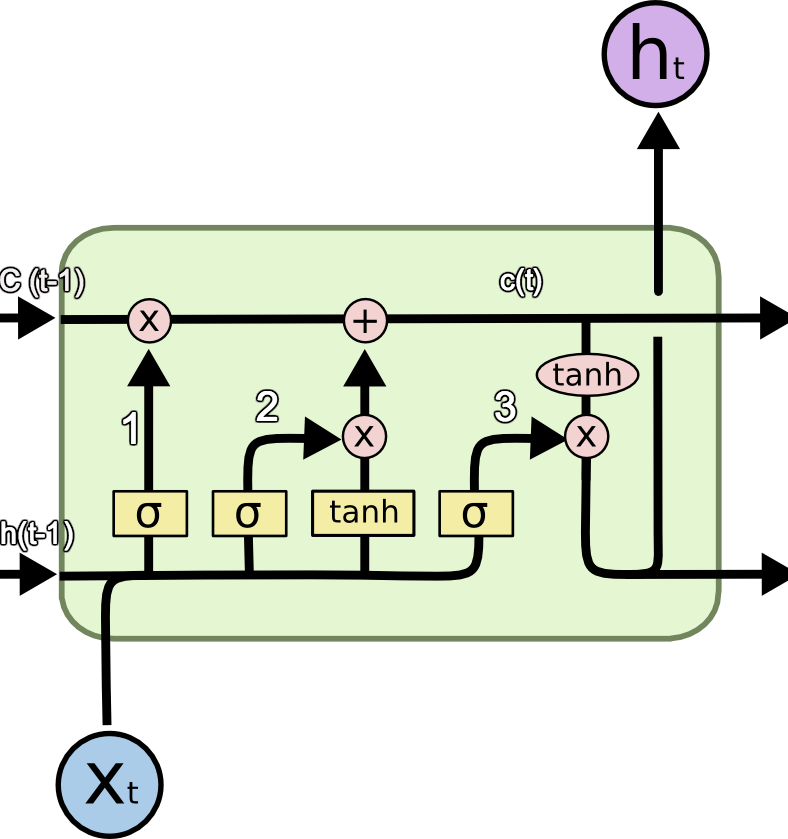 ht
C (t-1)
c(t)
x
+
tanh
1
2
x
3
x
σ
σ
tanh
σ
h(t-1)
xt